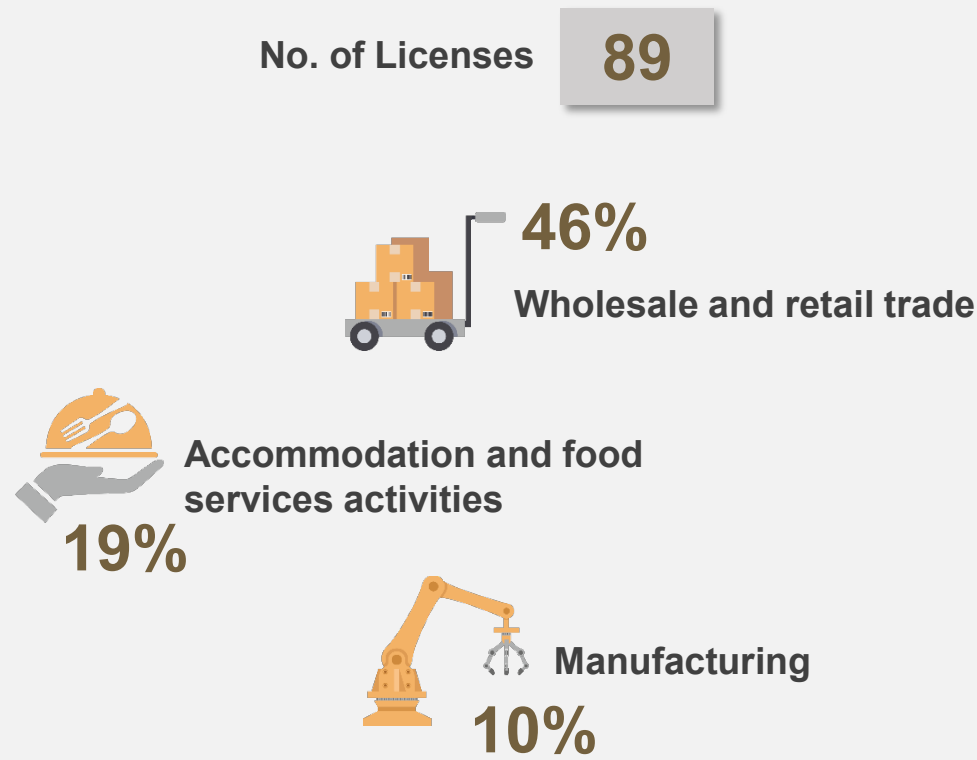 No. of Licenses
89
46%
Wholesale and retail trade
Accommodation and food
services activities
19%
Manufacturing
10%